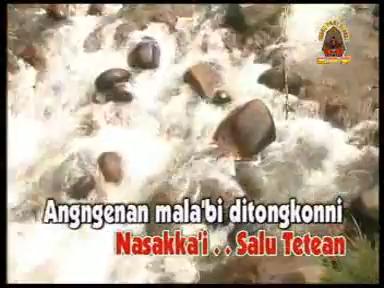 Angngenan mala'bi ditongkonni
Nasakka'i . . Salu Tetean